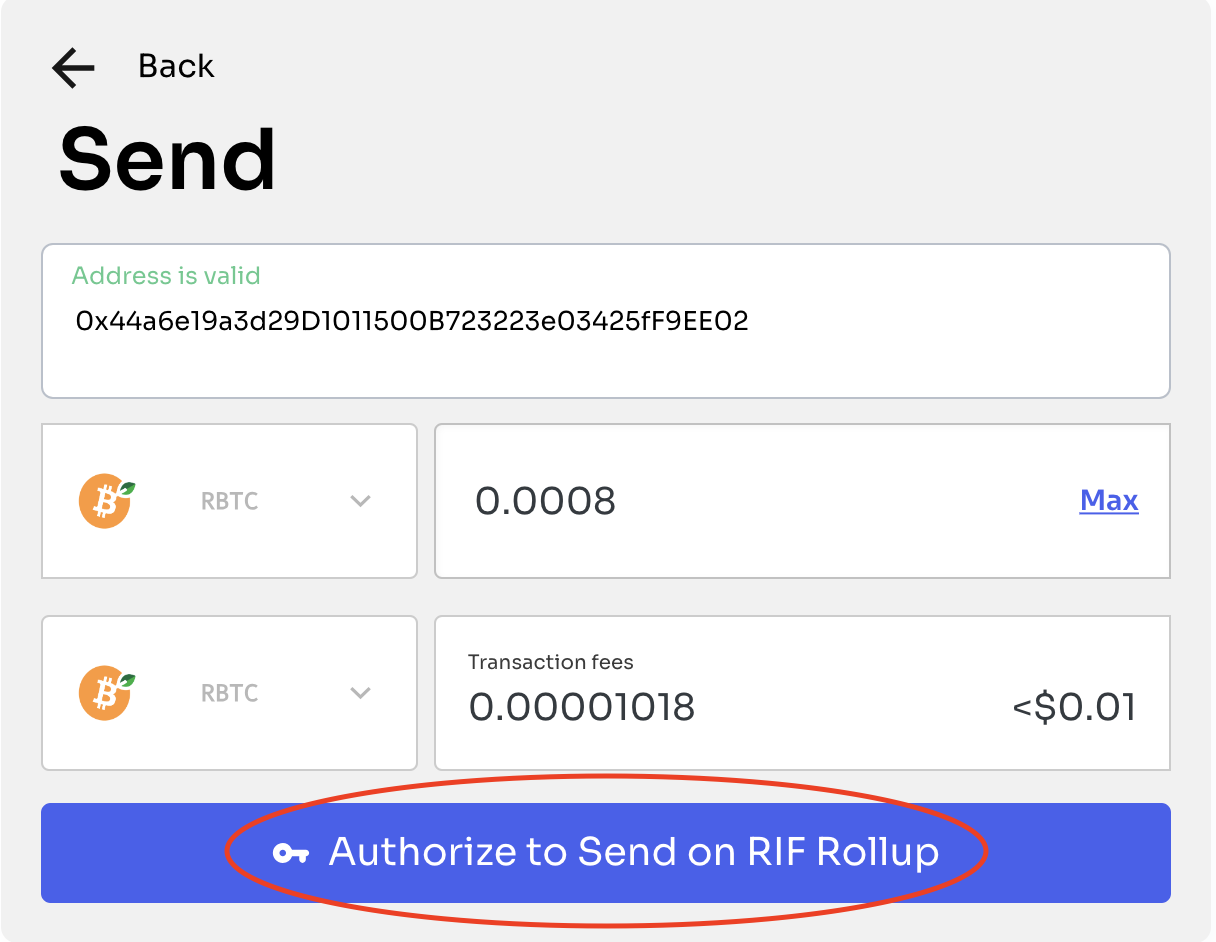 Back
Send
Address is valid
0x44a6e19a3d29D1011500B723223e03425fF9EE02
RBTC
0.0008
Max
RBTC
Transaction fees
0.00001018
<$0.01
Authorize to Send on RIF Rollup